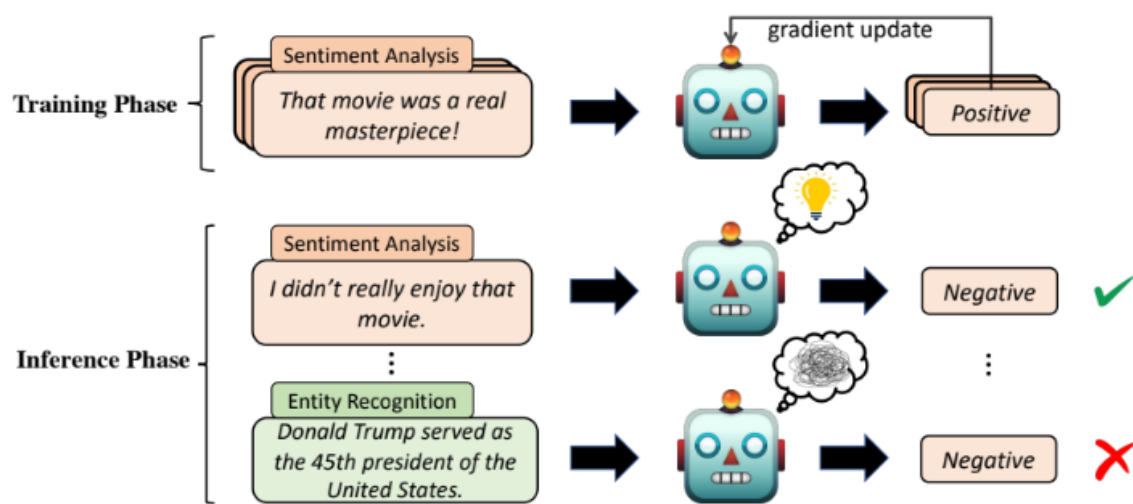 gradient update
Sentiment Analysis
Training Phase
That movie was a real
masterpiece!
Positive
Sentiment Analysis
I didn't really enjoy that
movie.
Negative
Inference Phase
Entity Recognition
Donald Trump served as
the 45th president of the
United States.
Negative